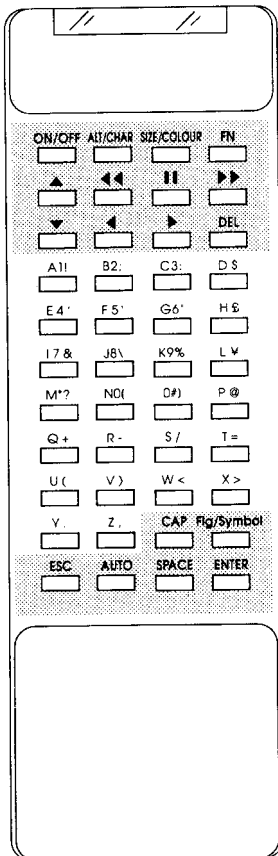 ON/OFF ALT/CHAR SIZE/COLOUR FN
DEL
A1! B2; C3: D $
E 4 ' F 5 ' G6" H £
I 7 & J8\ K9% L ¥
M*? N0( 0#) P @
Q + R - S / T =
U ( V ) W < X >
Y . Z , CAP Fig/Symbol
ESC AUTO SPACE ENTER